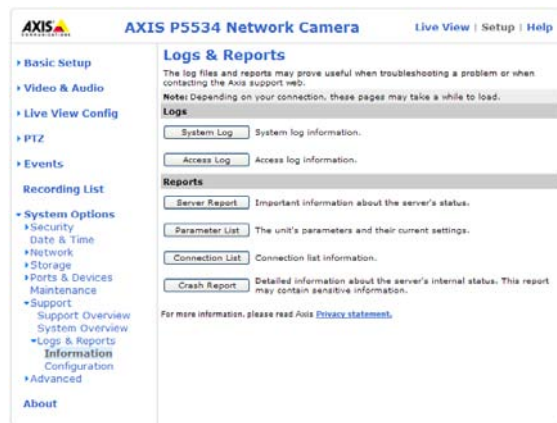 AXIS
COMMUNICATIONS
AXIS P5534 Network Camera
Live View | Setup | Help
Basic Setup
Video & Audio
Live View Config
PTZ
Events
Recording List
System Options
Security
Date & Time
Network
Storage
Ports & Devices
Maintenance
Support
Support Overview
System Overview
Logs & Reports
Information
Configuration
Advanced
About
Logs & Reports
The log files and reports may prove useful when troubleshooting a problem or when
contacting the Axis support web.
Note: Depending on your connection, these pages may take a while to load.
Logs
System Log System log information.
Access Log Access log information.
Reports
Server Report Important information about the server's status.
Parameter List The unit's parameters and their current settings.
Connection List Connection list information.
Crash Report Detailed information about the server's internal status. This report
may contain sensitive information.
For more information, please read Axis Privacy statement.